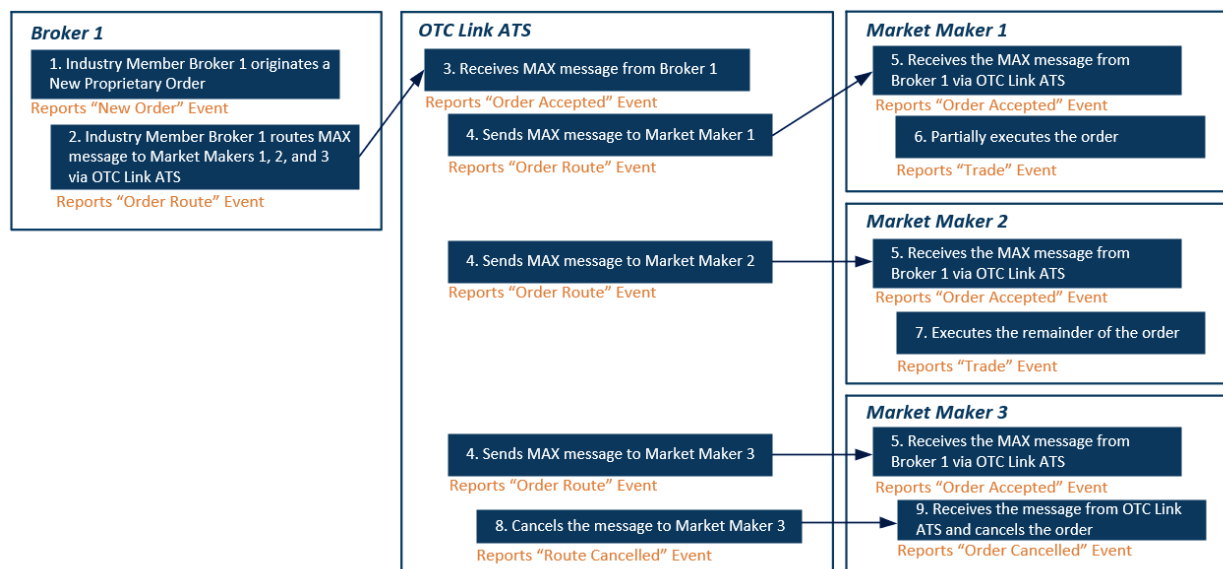 Broker 1
1. Industry Member Broker 1 originates a
New Proprietary Order
Reports “New Order” Event
2. Industry Member Broker 1 routes MAX
message to Market Makers 1, 2, and 3
via OTC Link ATS
Reports “Order Route” Event
OTC Link ATS
3. Receives MAX message from Broker 1
Reports “Order Accepted” Event
4. Sends MAX message to Market Maker 1
Reports “Order Route” Event
4. Sends MAX message to Market Maker 2
Reports “Order Route” Event
4. Sends MAX message to Market Maker 3
Reports “Order Route” Event
8. Cancels the message to Market Maker 3
Reports “Route Cancelled” Event
Market Maker 1
5. Receives the MAX message from
Broker 1 via OTC Link ATS
Reports “Order Accepted” Event
6. Partially executes the order
Reports “Trade” Event
Market Maker 2
5. Receives the MAX message from
Broker 1 via OTC Link ATS
Reports “Order Accepted” Event
7. Executes the remainder of the order
Reports “Trade” Event
Market Maker 3
5. Receives the MAX message from
Broker 1 via OTC Link ATS
Reports “Order Accepted” Event
9. Receives the message from OTC Link
ATS and cancels the order
Reports “Order Cancelled” Event